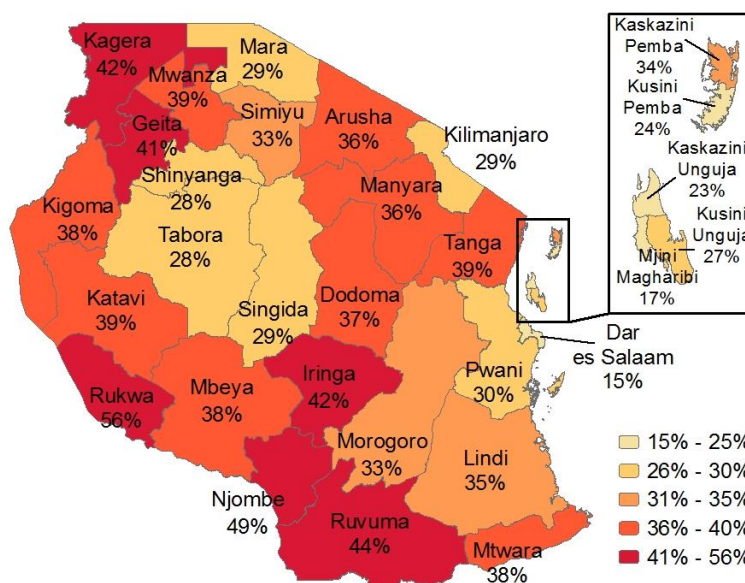 Kagera
42%
Mwanza
39%
Mara
29%
Geita
41%
Simiyu
33%
Arusha
36%
Kilimanjaro
29%
Shinyanga
28%
Manyara
36%
Kigoma
38%
Tabora
28%
Tanga
39%
Katavi
39%
Singida
29%
Dodoma
37%
Rukwa
56%
Mbeya
38%
Iringa
42%
Morogoro
33%
Pwani
30%
Dar
es Salaam
15%
Lindi
35%
Njombe
49%
Ruvuma
44%
Mtwara
38%
Kaskazini
Pemba
34%
Kusini
Pemba
24%
Kaskazini
Unguja
23%
Kusini
Unguja
27%
Mjini
Magharibi
17%
15% - 25%
26% - 30%
31% - 35%
36% - 40%
41% - 56%